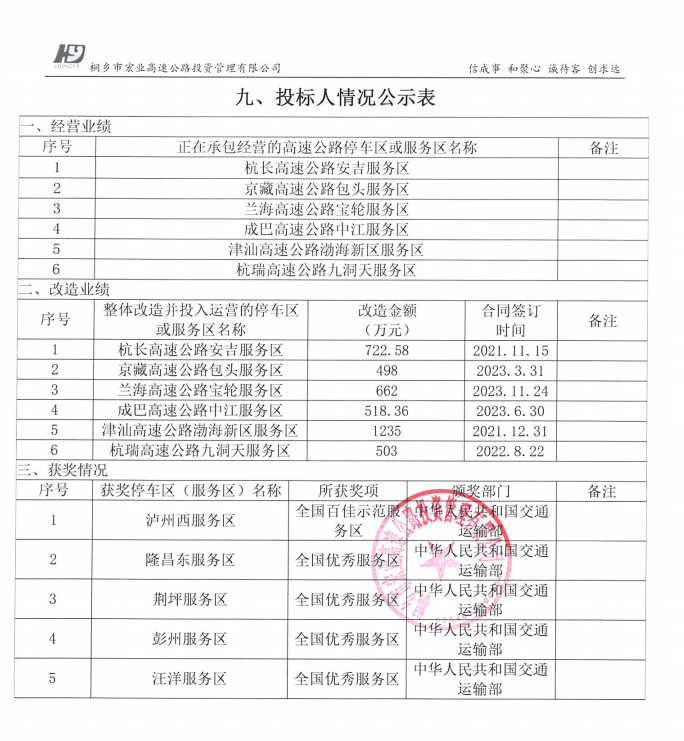 HONGYE
桐乡市宏业高速公路投资管理有限公司 信成事 和聚心 诚待客 创求远
九、投标人情况公示表
一、经营业绩
序号 正在承包经营的高速公路停车区或服务区名称 备注
1 杭长高速公路安吉服务区
2 京藏高速公路包头服务区
3 兰海高速公路宝轮服务区
4 成巴高速公路中江服务区
5 津汕高速公路渤海新区服务区
6 杭瑞高速公路九洞天服务区
二、改造业绩
序号 整体改造并投入运营的停车区 改造金额 合同签订 备注
或服务区名称 （万元） 时间
1 杭长高速公路安吉服务区 722.58 2021.11.15
2 京藏高速公路包头服务区 498 2023.3.31
3 兰海高速公路宝轮服务区 662 2023.11.24
4 成巴高速公路中江服务区 518.36 2023.6.30
5 津汕高速公路渤海新区服务区 1235 2021.12.31
6 杭瑞高速公路九洞天服务区 503 2022.8.22
三、获奖情况
序号 获奖停车区（服务区）名称 所获奖项 颁奖部门 备注
1 泸州西服务区 全国百佳示范服 中华人民共和国交通
务区 运输部
2 隆昌东服务区 全国优秀服务区 中华人民共和国交通
运输部
3 荆坪服务区 全国优秀服务区 中华人民共和国交通
运输部
4 彭州服务区 全国优秀服务区 中华人民共和国交通
运输部
5 汪洋服务区 全国优秀服务区 中华人民共和国交通
运输部